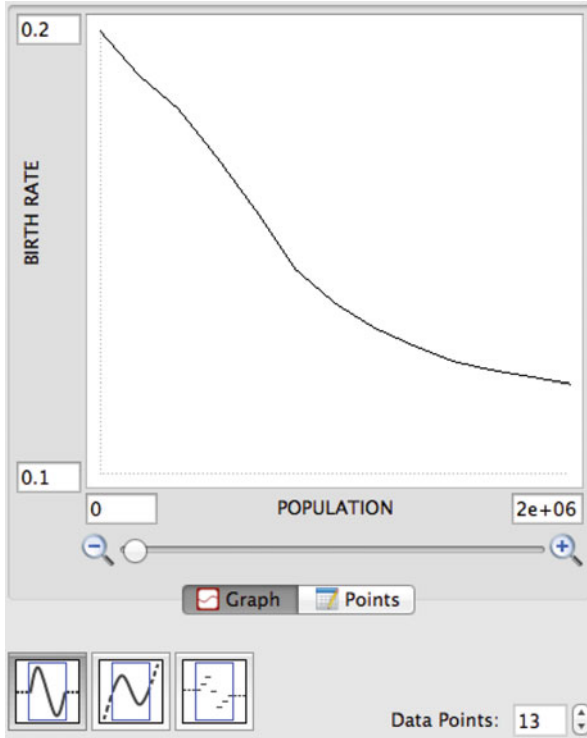 0.2
BIRTH RATE
0.1
0
POPULATION
2e+06
Graph
Points
Data Points: 13